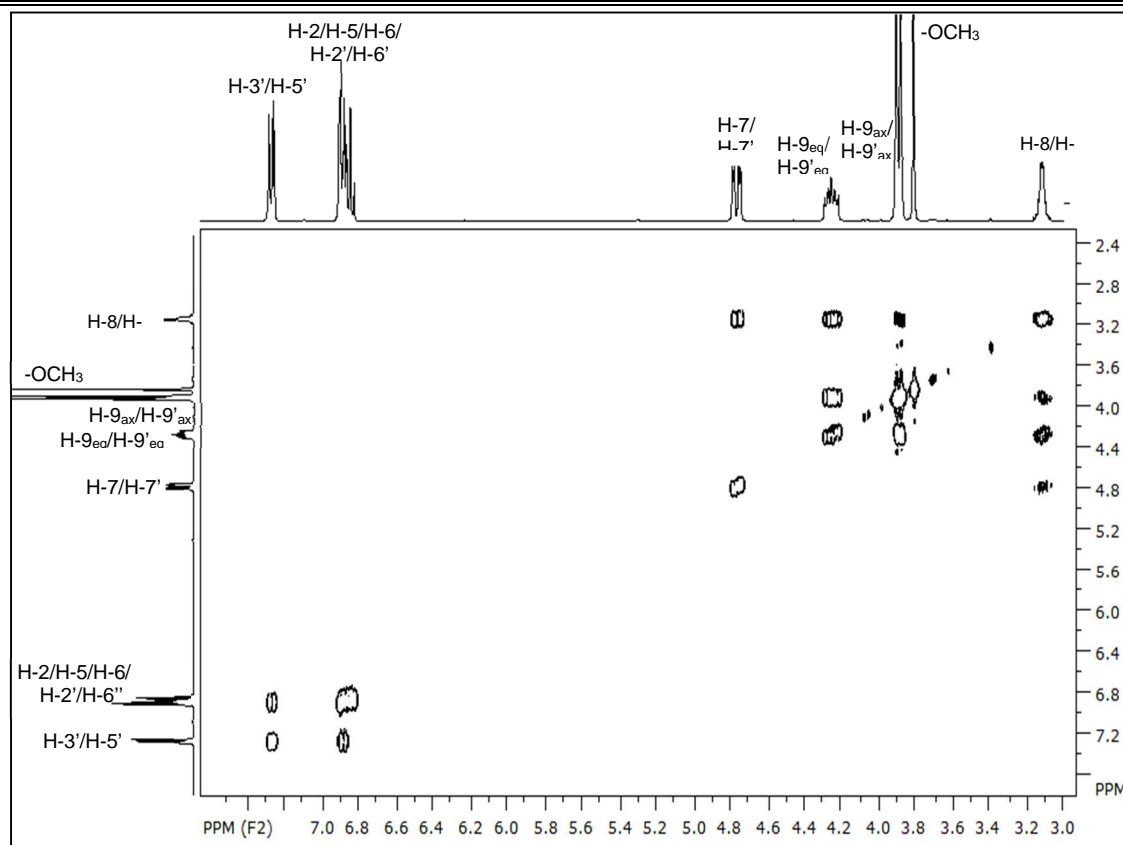 H-2/H-5/H-6/
H-2'/H-6'
-OCH₃
H-3'/H-5'
H-7/
H-7'
H-9eq/
H-9'eq
H-9ax/
H-9'ax
H-8/H-
H-8/H-
-OCH₃
H-9ax/H-9'ax
H-9eq/H-9'eq
H-7/H-7'
H-2/H-5/H-6/
H-2'/H-6''
H-3'/H-5'
2.4
2.8
3.2
3.6
4.0
4.4
4.8
5.2
5.6
6.0
6.4
6.8
7.2
PPM
PPM (F2) 7.0 6.8 6.6 6.4 6.2 6.0 5.8 5.6 5.4 5.2 5.0 4.8 4.6 4.4 4.2 4.0 3.8 3.6 3.4 3.2 3.0